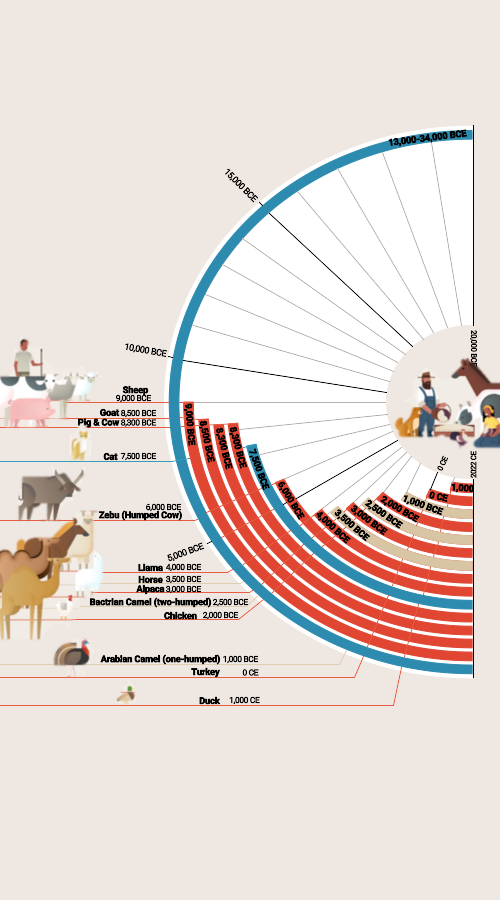 13,000-34,000 BCE
15,000 BCE
20,000 BCE
10,000 BCE
Sheep
9,000 BCE
9,000 BCE
Goat 8,500 BCE
8,500 BCE
Pig & Cow 8,300 BCE
8,300 BCE
8,300 BCE
Cat 7,500 BCE
7,500 BCE
6,000 BCE
Zebu (Humped Cow)
6,000 BCE
5,000 BCE
Llama 4,000 BCE
4,000 BCE
Horse 3,500 BCE
3,500 BCE
Alpaca 3,000 BCE
3,000 BCE
Bactrian Camel (two-humped) 2,500 BCE
2,500 BCE
Chicken 2,000 BCE
2,000 BCE
Arabian Camel (one-humped) 1,000 BCE
1,000 BCE
Turkey 0 CE
0 CE
0 CE
Duck 1,000 CE
1,000
2022 CE